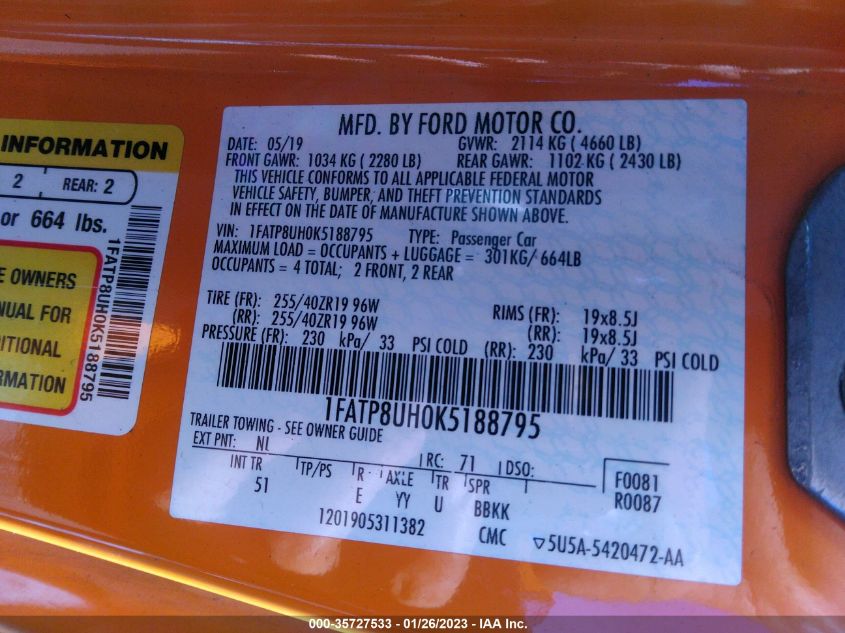 INFORMATION
2 REAR: 2
or 664 lbs.
1FATP8UH0K5188795
E OWNERS
NUAL FOR
DITIONAL
ORMATION
MFD. BY FORD MOTOR CO.
DATE: 05/19 GVWR: 2114 KG ( 4660 LB)
FRONT GAWR: 1034 KG ( 2280 LB) REAR GAWR: 1102 KG ( 2430 LB)
THIS VEHICLE CONFORMS TO ALL APPLICABLE FEDERAL MOTOR
VEHICLE SAFETY, BUMPER, AND THEFT PREVENTION STANDARDS
IN EFFECT ON THE DATE OF MANUFACTURE SHOWN ABOVE.
VIN: 1FATP8UH0K5188795 TYPE: Passenger Car
MAXIMUM LOAD = OCCUPANTS + LUGGAGE = 301KG/ 664LB
OCCUPANTS = 4 TOTAL; 2 FRONT, 2 REAR
TIRE (FR): 255/40ZR19 96W RIMS (FR): 19x8.5J
(RR): 255/40ZR19 96W (RR): 19x8.5J
PRESSURE (FR): 230 kPa/ 33 PSI COLD (RR): 230 kPa/ 33 PSI COLD
1FATP8UH0K5188795
TRAILER TOWING - SEE OWNER GUIDE
EXT PNT: NL RC: 71 DSO: F0081
INT TR TP/PS R AXLE TR SPR R0087
51 E YY U BBKK
1201905311382 CMC ▽5U5A-5420472-AA
000-35727533 - 01/26/2023 - IAA Inc.